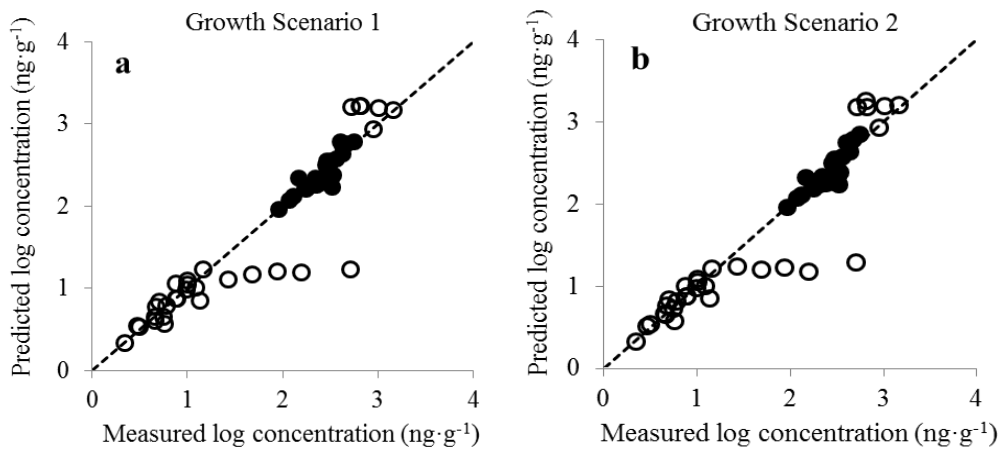 Growth Scenario 1
a
Predicted log concentration (ng·g⁻¹)
4
3
2
1
0
0 1 2 3 4
Measured log concentration (ng·g⁻¹)
Growth Scenario 2
b
Predicted log concentration (ng·g⁻¹)
4
3
2
1
0
0 1 2 3 4
Measured log concentration (ng·g⁻¹)